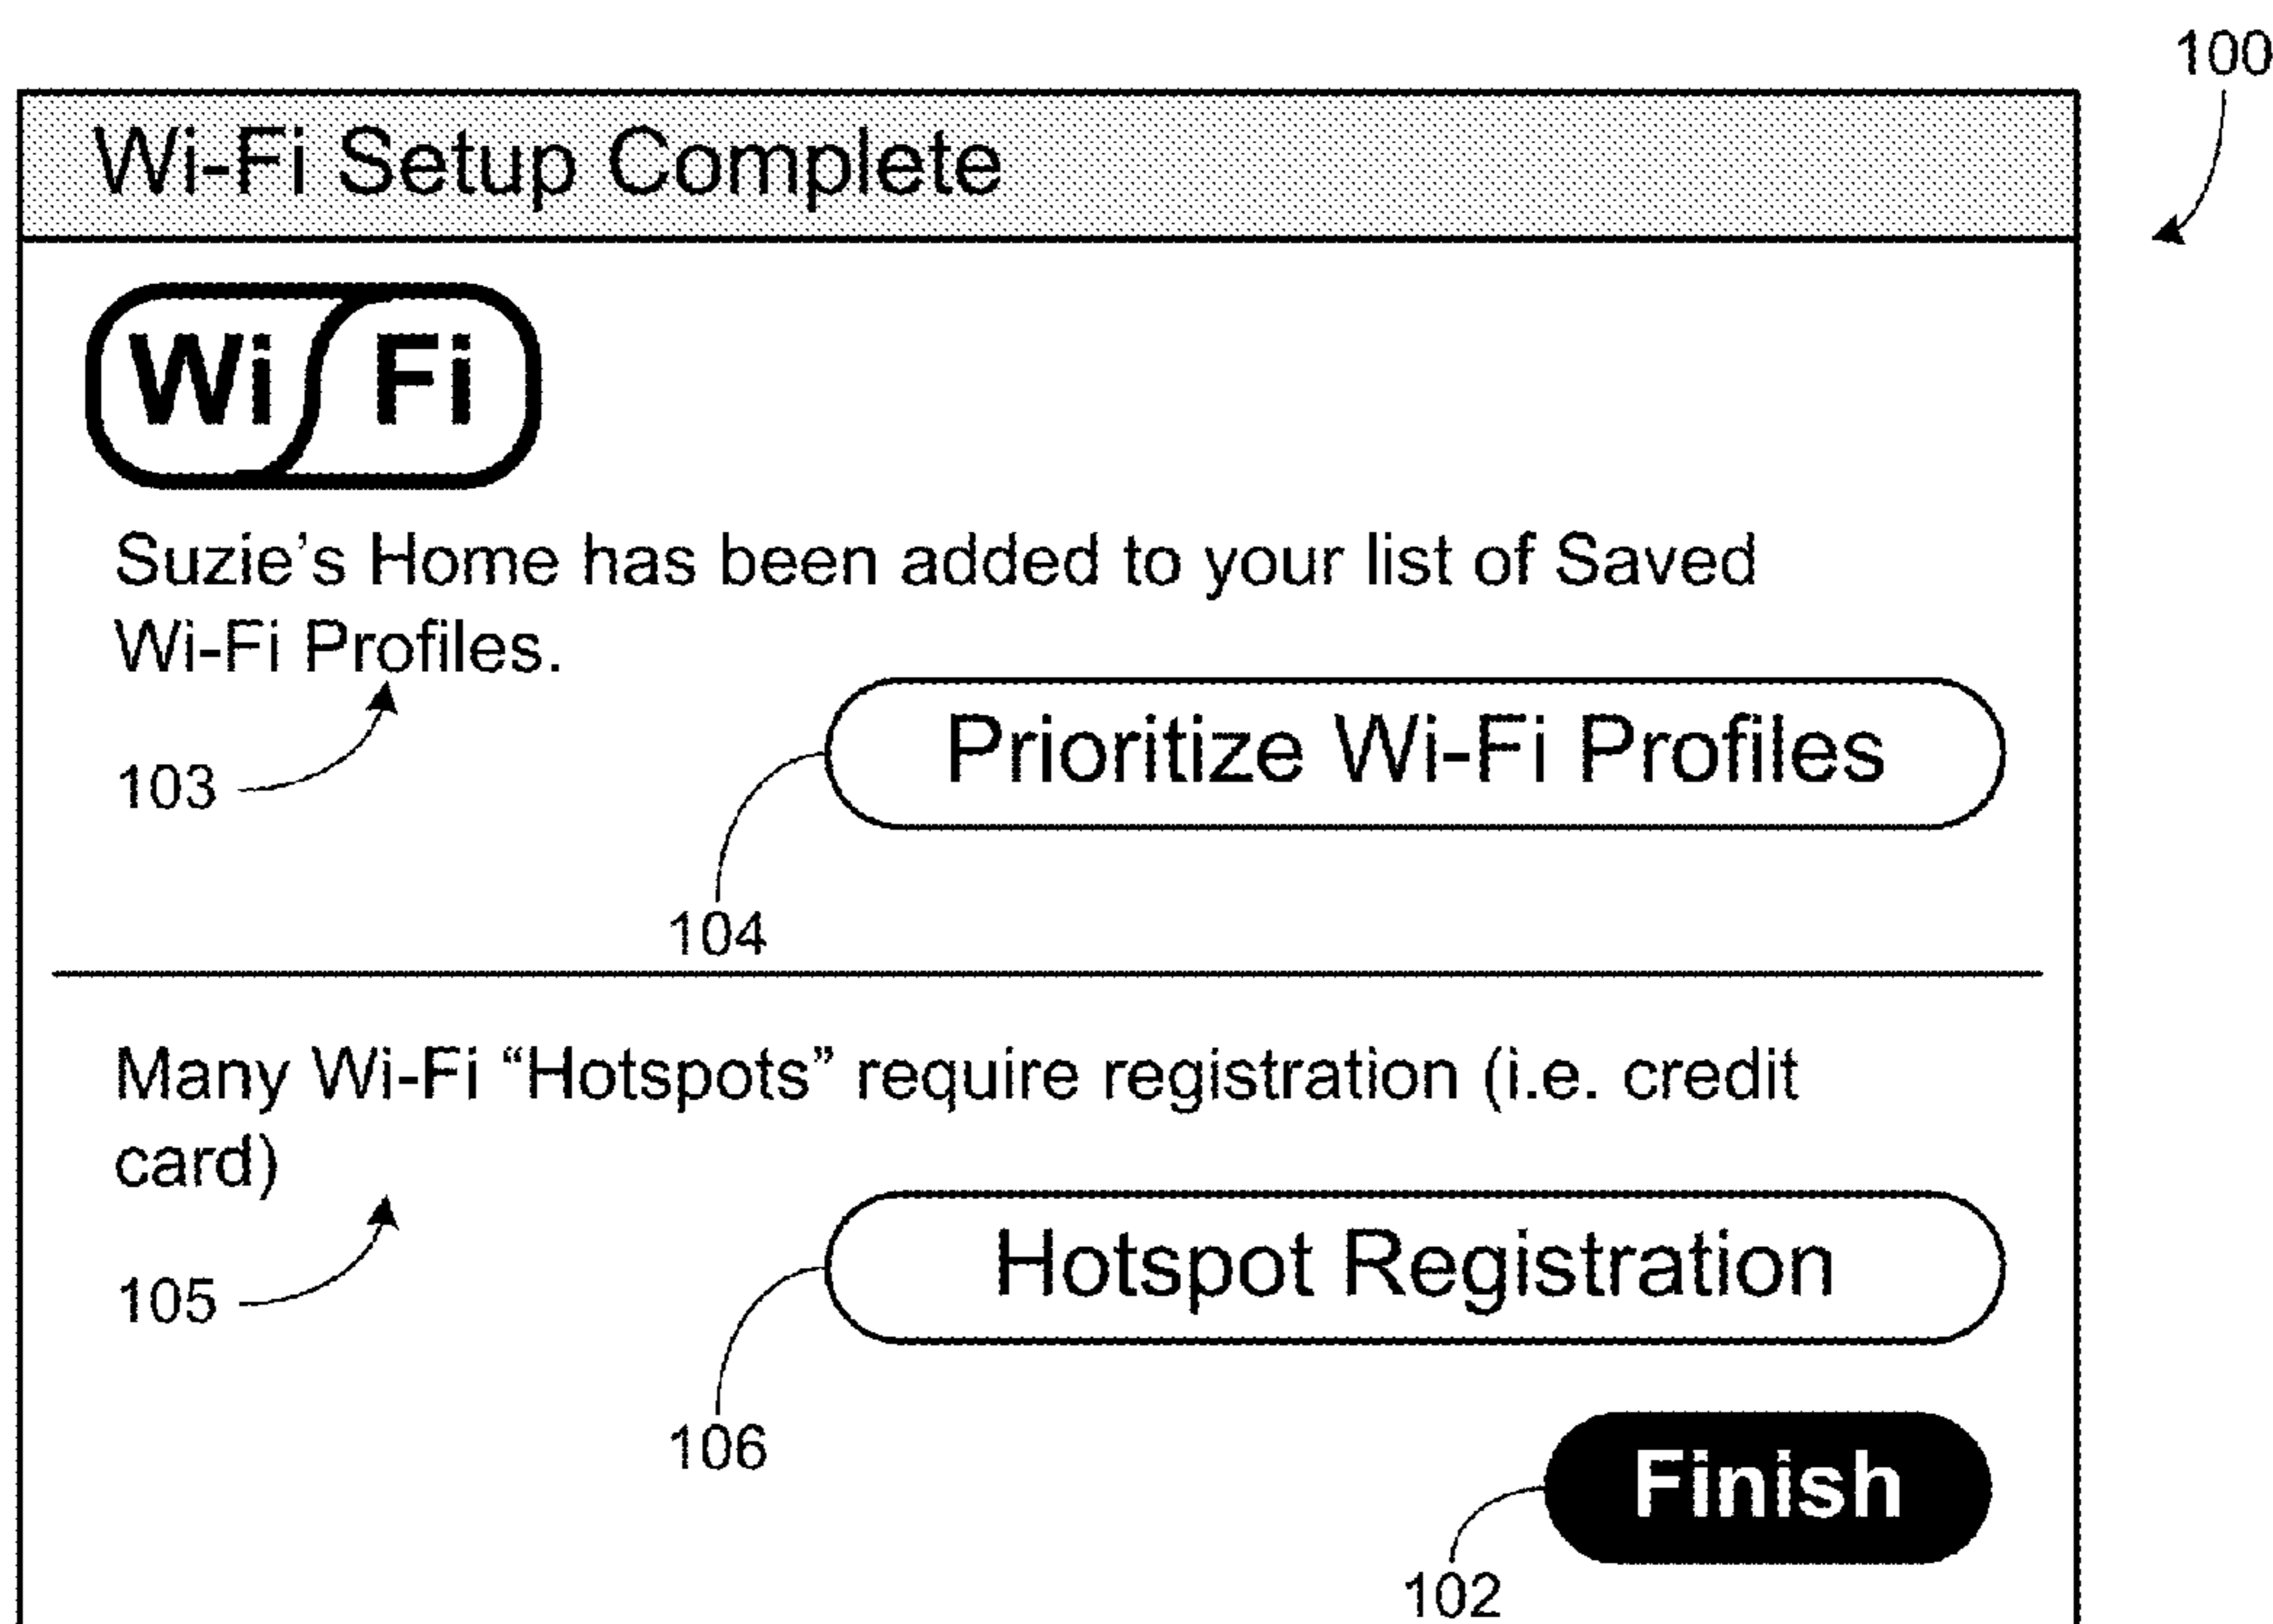 100
Wi-Fi Setup Complete
Wi Fi
Suzie’s Home has been added to your list of Saved
Wi-Fi Profiles.
103
Prioritize Wi-Fi Profiles
104
Many Wi-Fi “Hotspots” require registration (i.e. credit
card)
105
Hotspot Registration
106
Finish
102